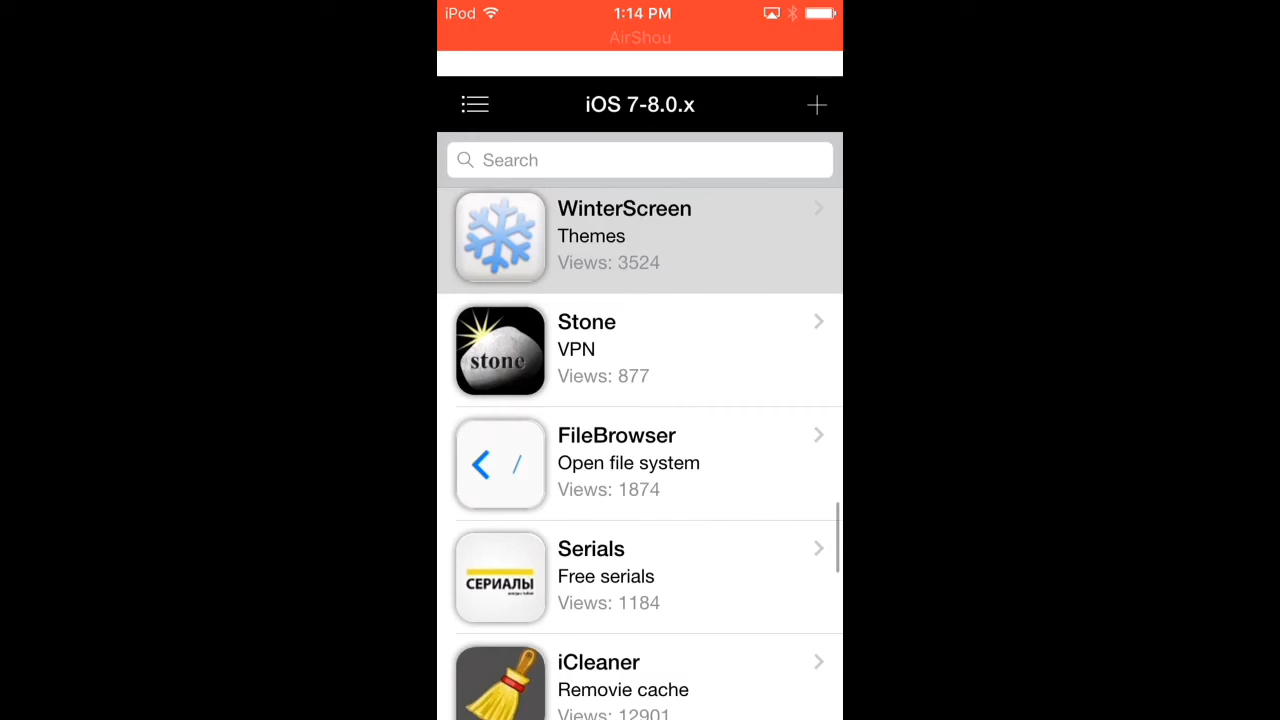 iPod 1:14 PM
AirShou
iOS 7-8.0.x
Search
WinterScreen
Themes
Views: 3524
stone
Stone
VPN
Views: 877
FileBrowser
Open file system
Views: 1874
СЕРИАЛЫ
Serials
Free serials
Views: 1184
iCleaner
Removie cache
Views: 12901